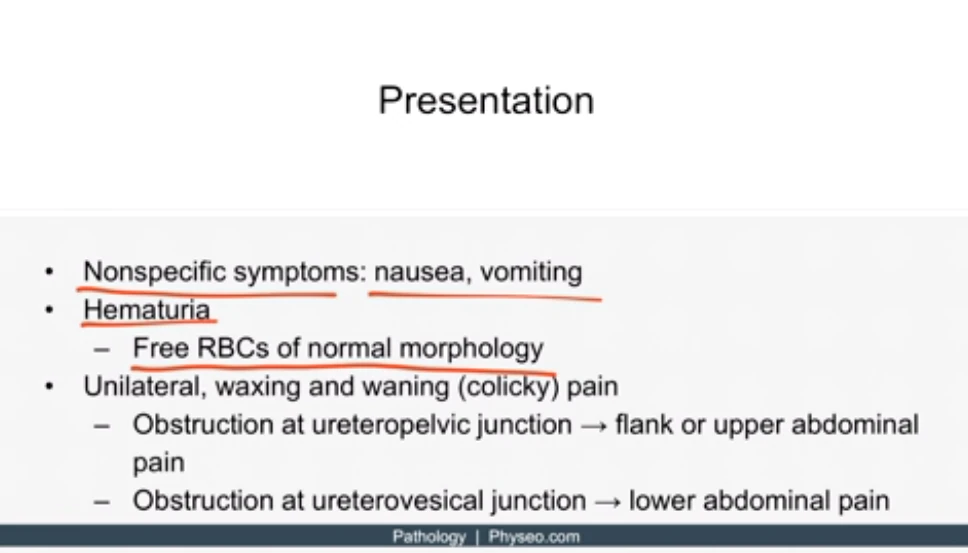 Presentation
• Nonspecific symptoms: nausea, vomiting
• Hematuria
– Free RBCs of normal morphology
• Unilateral, waxing and waning (colicky) pain
– Obstruction at ureteropelvic junction → flank or upper abdominal
pain
– Obstruction at ureterovesical junction → lower abdominal pain
Pathology | Physeo.com